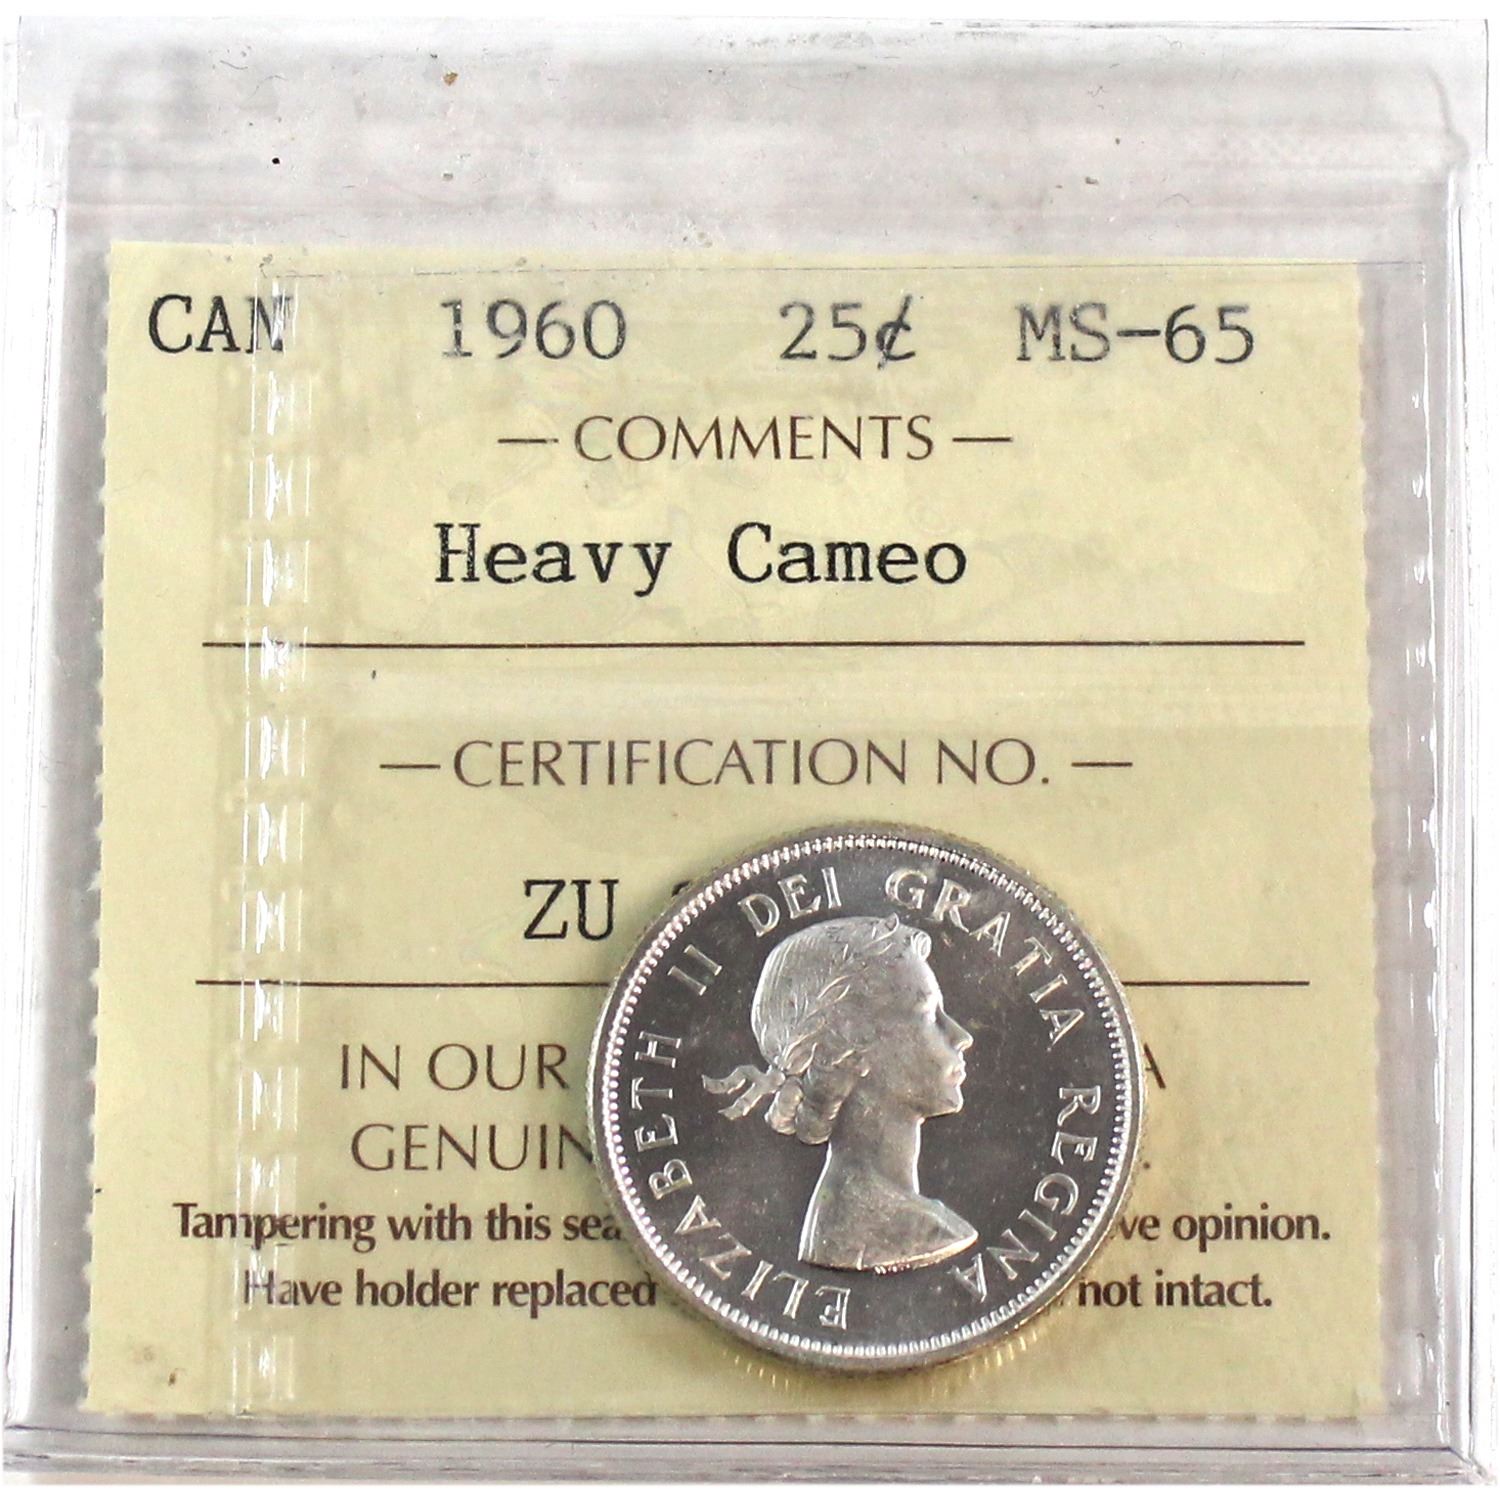 CAN 1960 25¢ MS-65
— COMMENTS —
Heavy Cameo
— CERTIFICATION NO. —
ZU
IN OUR A
GENUIN .
Tampering with this sea ve opinion.
Have holder replaced not intact.
ELIZABETH II DEI GRATIA REGINA